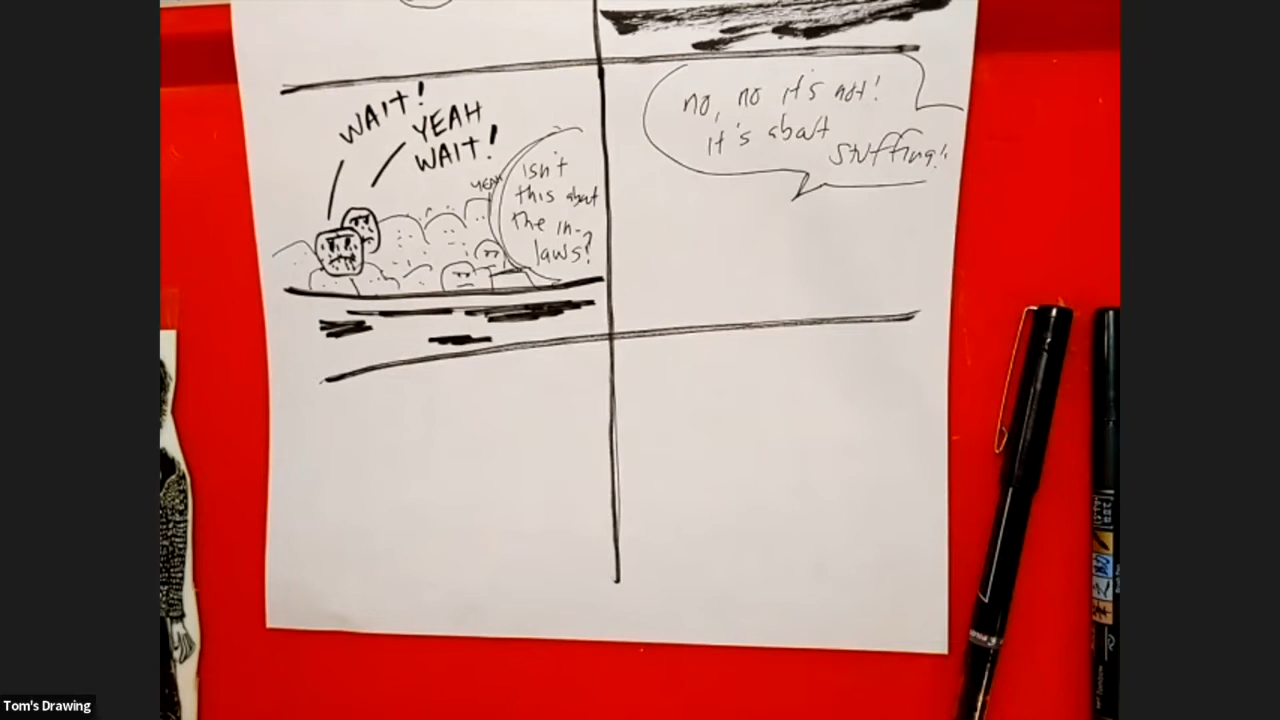 WAIT!
YEAH
WAIT!
YEAH
isn't
this about
the in-
laws?
no, no it's not!
it's about
stuffing!
Tom's Drawing